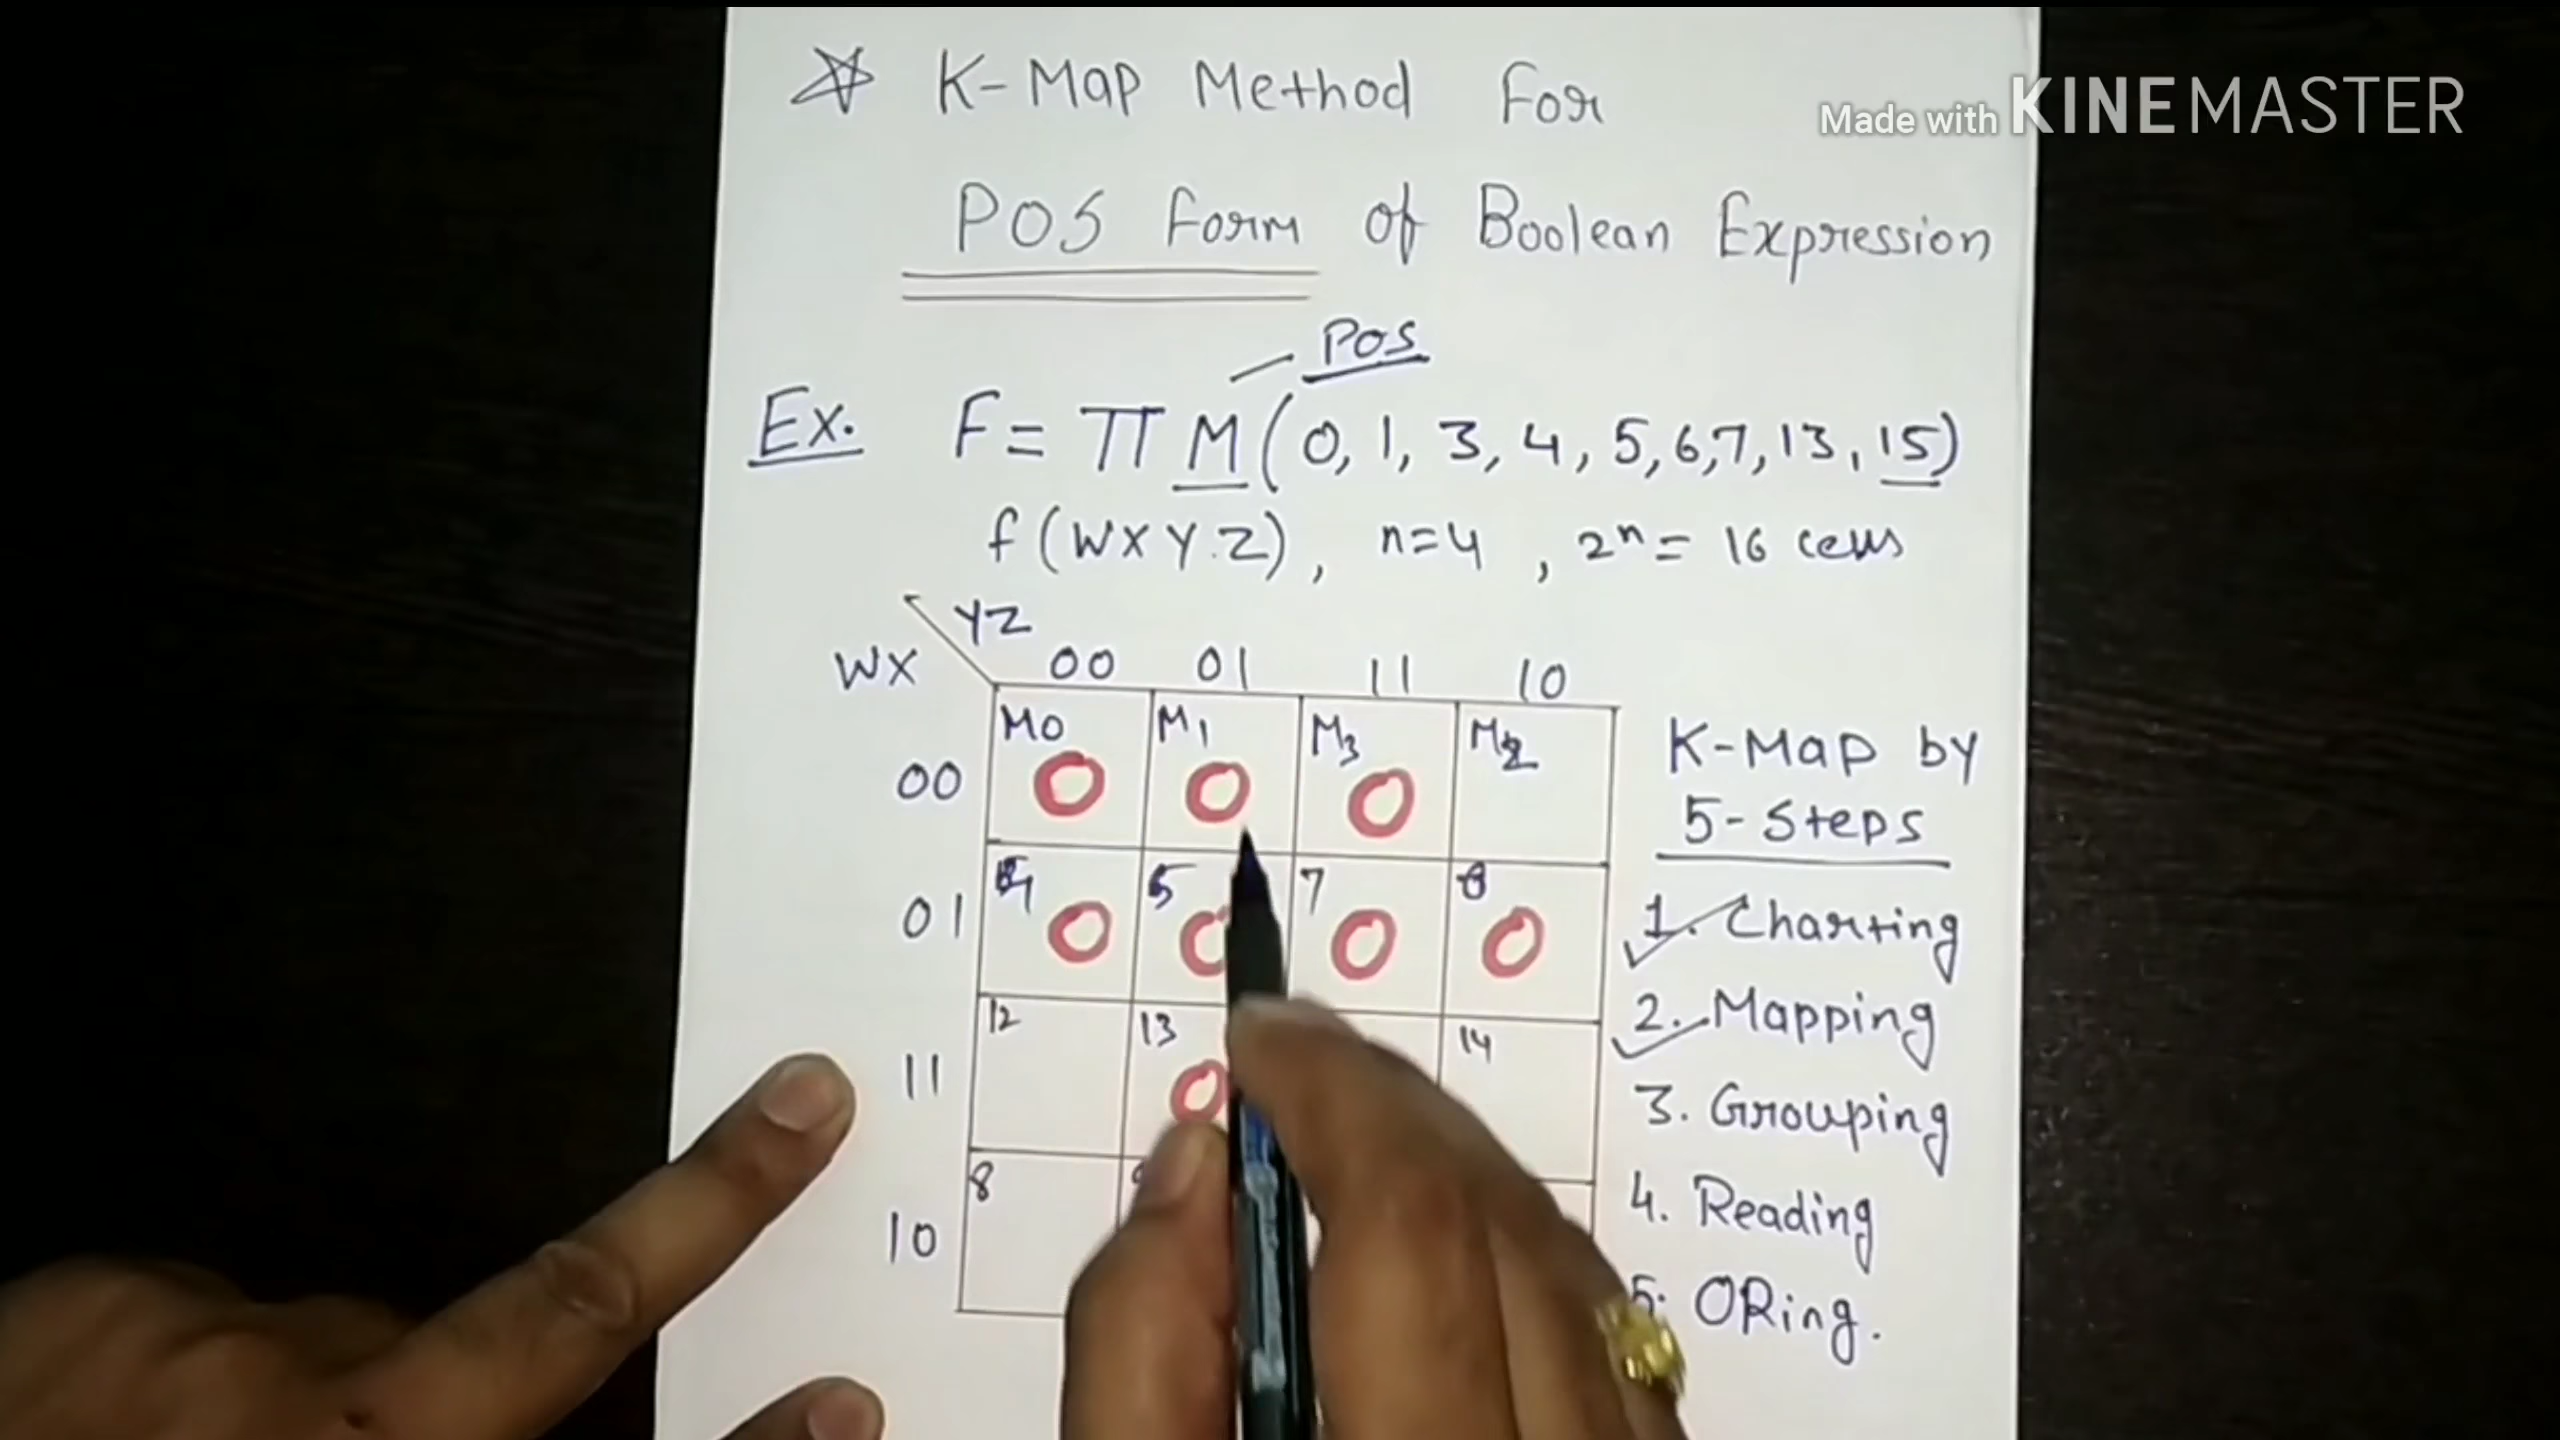 Made with KINEMASTER
K-Map Method For
POS Form of Boolean Expression
POS
Ex. F = π M (0, 1, 3, 4, 5, 6, 7, 13, 15)
f (WXY.Z), n=4, 2ⁿ = 16 cells
YZ
WX 00 01 11 10
M0 M1 M3 M2
00 0 0 0
4 5 7 6
01 0 0 0 0
12 13 14
11 0
8
10
K-Map by
5-Steps
1. Charting
2. Mapping
3. Grouping
4. Reading
5. ORing.